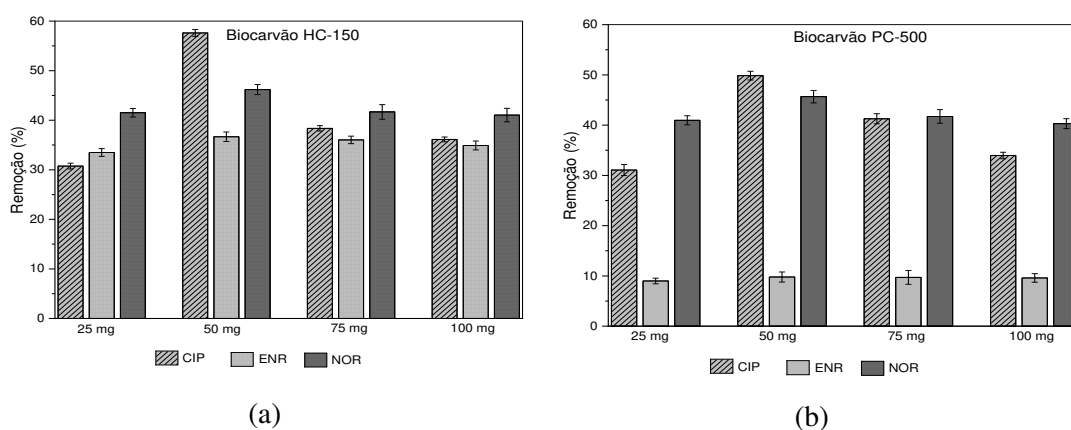 Biocarvão HC-150
Remoção (%)
60
50
40
30
20
10
0
25 mg
50 mg
75 mg
100 mg
CIP
ENR
NOR
(a)
Biocarvão PC-500
Remoção (%)
60
50
40
30
20
10
0
25 mg
50 mg
75 mg
100 mg
CIP
ENR
NOR
(b)